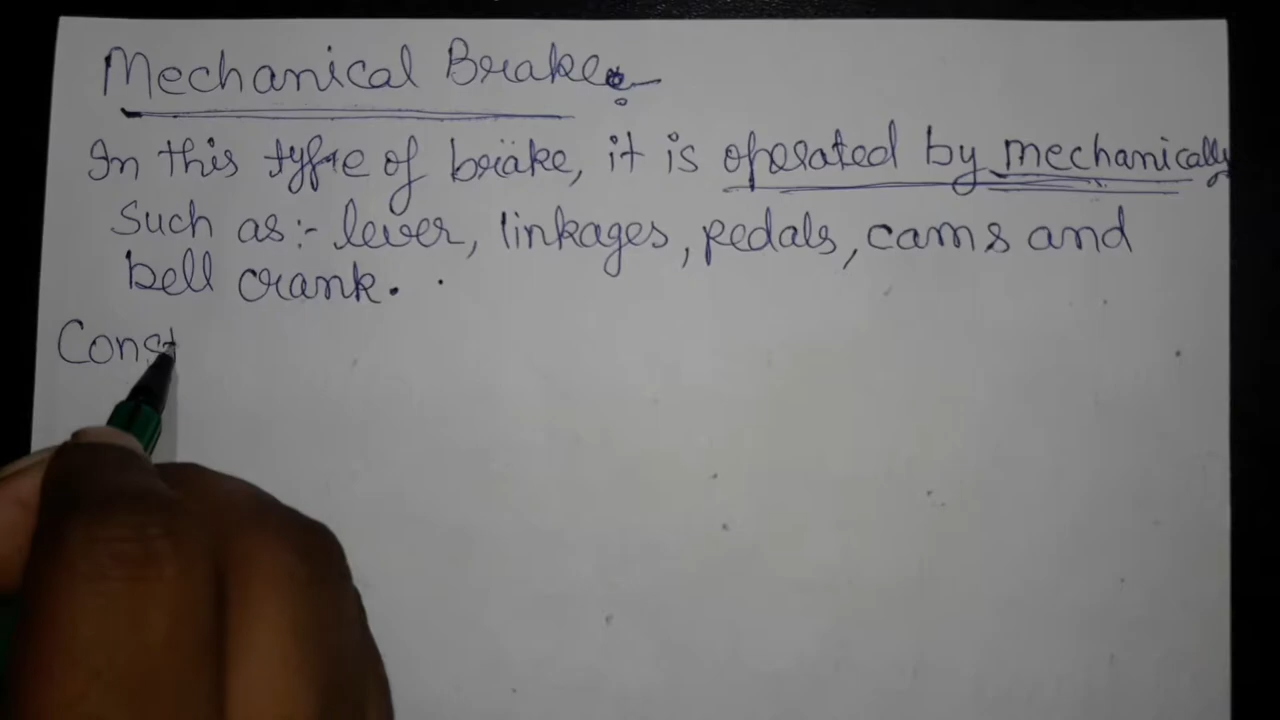 Mechanical Brake:-
In this type of brake, it is operated by mechanically
Such as:- lever, linkages, pedals, cams and
bell crank.
Const